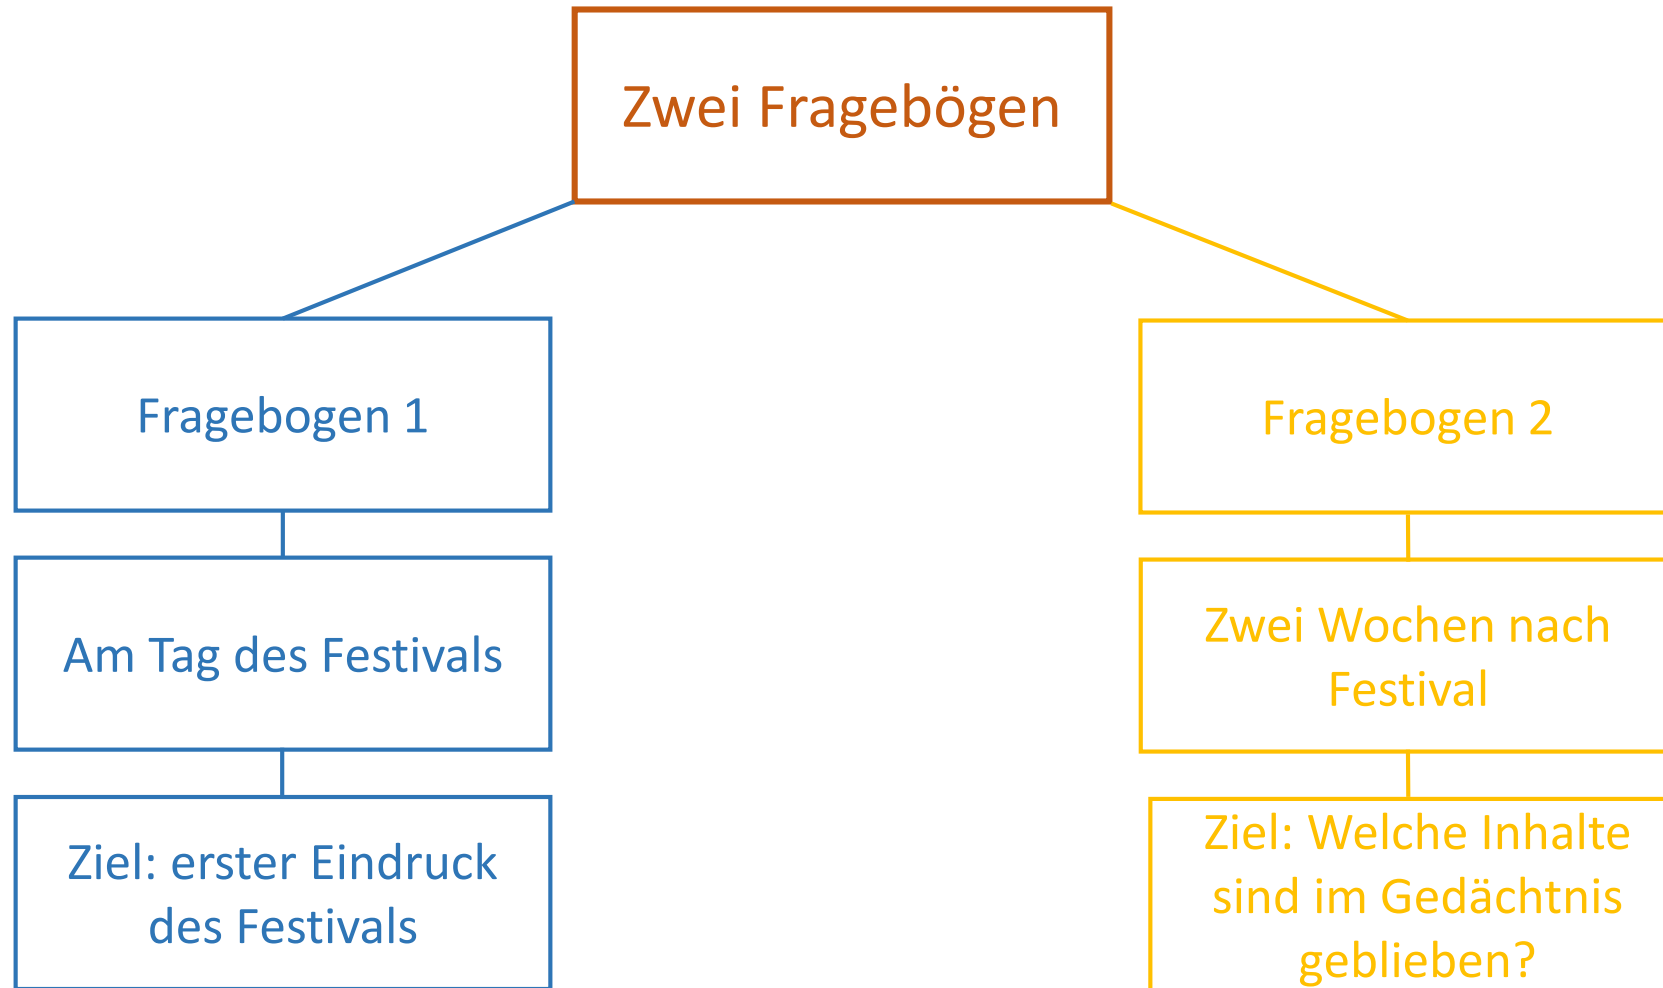 Zwei Fragebögen
Fragebogen 1
Am Tag des Festivals
Ziel: erster Eindruck
des Festivals
Fragebogen 2
Zwei Wochen nach
Festival
Ziel: Welche Inhalte
sind im Gedächtnis
geblieben?